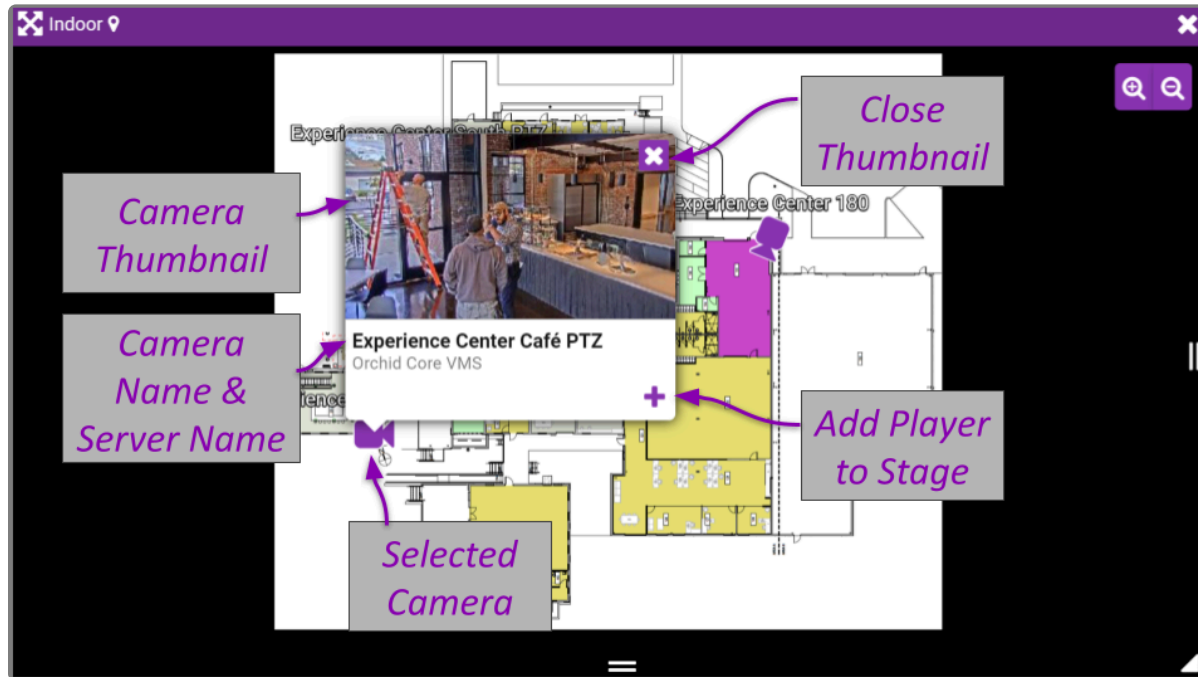 Indoor
Experience Center South PTZ
Close
Thumbnail
Camera
Thumbnail
Experience Center 180
Camera
Name &
Server Name
Experience Center Café PTZ
Orchid Core VMS
Add Player
to Stage
Selected
Camera